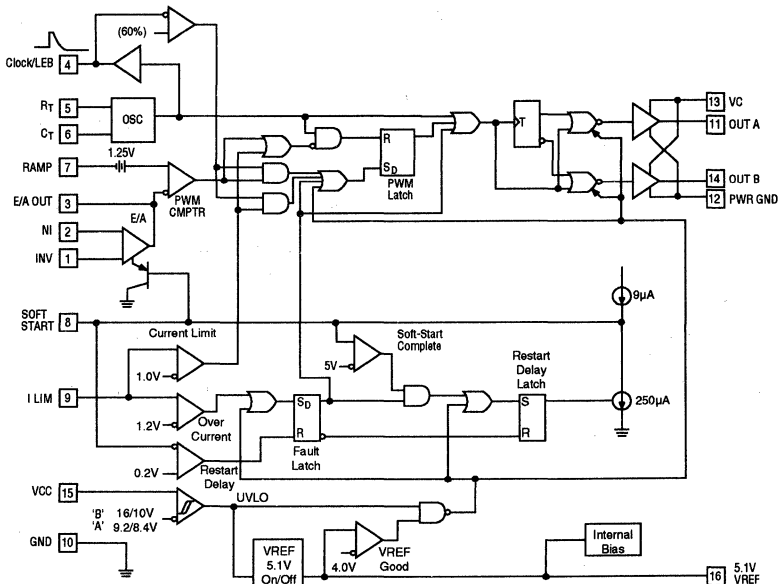 (60%)
Clock/LEB 4
RT 5
OSC
CT 6
1.25V
RAMP 7
E/A OUT 3
PWM
CMPTR
E/A
NI 2
INV 1
R
SD
PWM
Latch
T
13 VC
11 OUT A
14 OUT B
12 PWR GND
9µA
SOFT
START 8
Current Limit
1.0V
Soft-Start
Complete
5V
Restart
Delay
Latch
I LIM 9
1.2V
Over
Current
SD
R
Fault
Latch
S
R
250µA
0.2V
Restart
Delay
VCC 15
UVLO
'B' 16/10V
'A' 9.2/8.4V
GND 10
VREF
5.1V
On/Off
4.0V
VREF
Good
Internal
Bias
16 5.1V
VREF